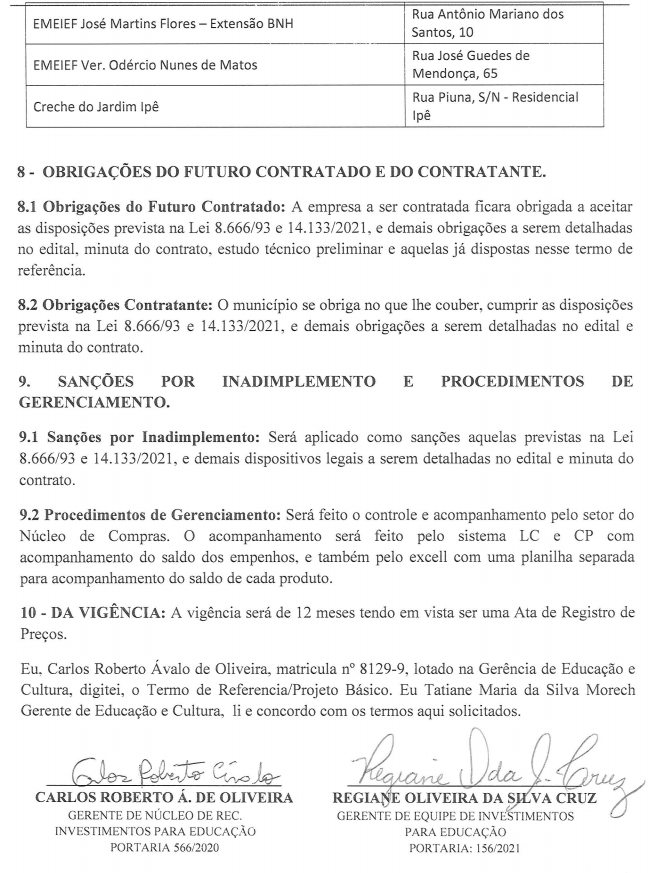 EMEIEF José Martins Flores – Extensão BNH
Rua Antônio Mariano dos
Santos, 10
EMEIEF Ver. Odércio Nunes de Matos
Rua José Guedes de
Mendonça, 65
Creche do Jardim Ipê
Rua Piuna, S/N - Residencial
Ipê
8 - OBRIGAÇÕES DO FUTURO CONTRATADO E DO CONTRATANTE.
8.1 Obrigações do Futuro Contratado: A empresa a ser contratada ficara obrigada a aceitar
as disposições prevista na Lei 8.666/93 e 14.133/2021, e demais obrigações a serem detalhadas
no edital, minuta do contrato, estudo técnico preliminar e aquelas já dispostas nesse termo de
referência.
8.2 Obrigações Contratante: O município se obriga no que lhe couber, cumprir as disposições
prevista na Lei 8.666/93 e 14.133/2021, e demais obrigações a serem detalhadas no edital e
minuta do contrato.
9. SANÇÕES POR INADIMPLEMENTO E PROCEDIMENTOS DE
GERENCIAMENTO.
9.1 Sanções por Inadimplemento: Será aplicado como sanções aquelas previstas na Lei
8.666/93 e 14.133/2021, e demais dispositivos legais a serem detalhadas no edital e minuta do
contrato.
9.2 Procedimentos de Gerenciamento: Será feito o controle e acompanhamento pelo setor do
Núcleo de Compras. O acompanhamento será feito pelo sistema LC e CP com
acompanhamento do saldo dos empenhos, e também pelo excell com uma planilha separada
para acompanhamento do saldo de cada produto.
10 - DA VIGÊNCIA: A vigência será de 12 meses tendo em vista ser uma Ata de Registro de
Preços.
Eu, Carlos Roberto Ávalo de Oliveira, matricula nº 8129-9, lotado na Gerência de Educação e
Cultura, digitei, o Termo de Referencia/Projeto Básico. Eu Tatiane Maria da Silva Morech
Gerente de Educação e Cultura, li e concordo com os termos aqui solicitados.
Roberto
Regiane
Cruz
CARLOS ROBERTO Á. DE OLIVEIRA
GERENTE DE NÚCLEO DE REC.
INVESTIMENTOS PARA EDUCAÇÃO
PORTARIA 566/2020
REGIANE OLIVEIRA DA SILVA CRUZ
GERENTE DE EQUIPE DE INVESTIMENTOS
PARA EDUCAÇÃO
PORTARIA: 156/2021